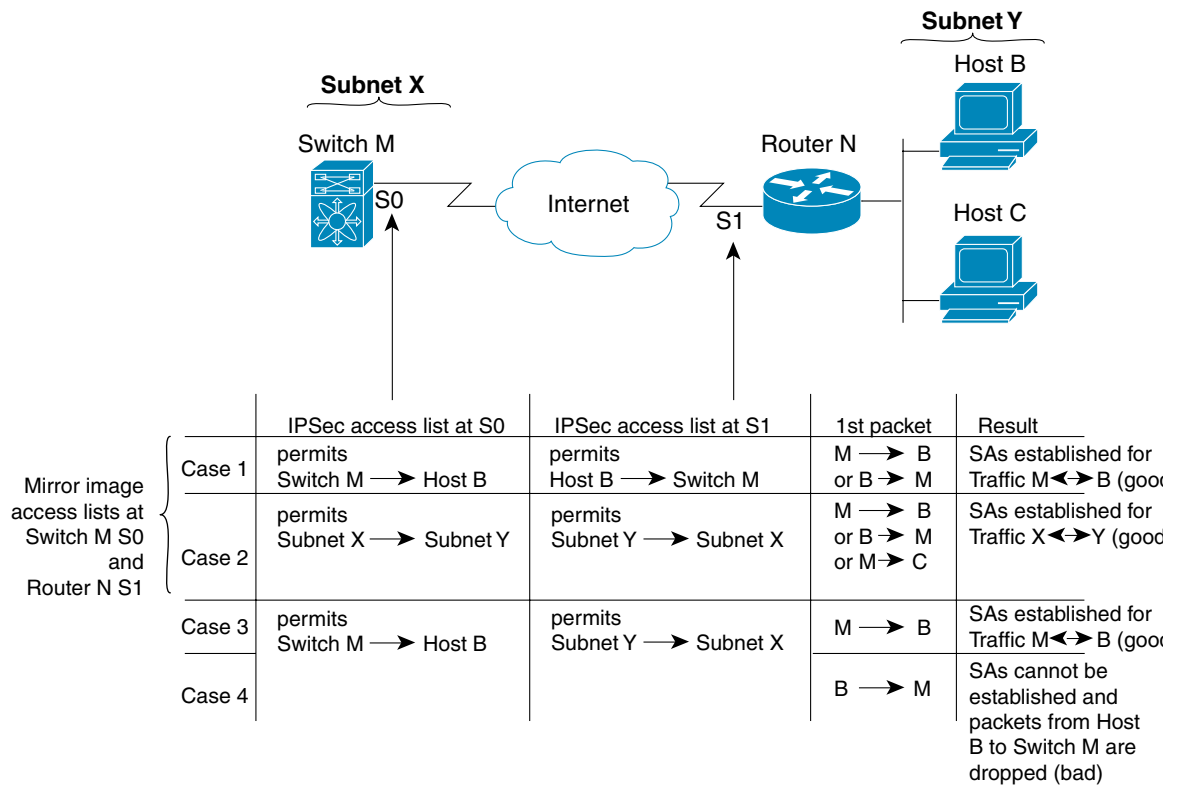 Subnet Y
Host B
Subnet X
Switch M
Router N
S0
Internet
S1
Host C
IPSec access list at S0
IPSec access list at S1
1st packet
Result
Mirror image
access lists at
Switch M S0
and
Router N S1
Case 1
permits
Switch M → Host B
permits
Host B → Switch M
M → B
or B → M
SAs established for
Traffic M ↔ B (good
Case 2
permits
Subnet X → Subnet Y
permits
Subnet Y → Subnet X
M → B
or B → M
or M → C
SAs established for
Traffic X ↔ Y (good
Case 3
permits
Switch M → Host B
permits
Subnet Y → Subnet X
M → B
SAs established for
Traffic M ↔ B (good
Case 4
B → M
SAs cannot be
established and
packets from Host
B to Switch M are
dropped (bad)